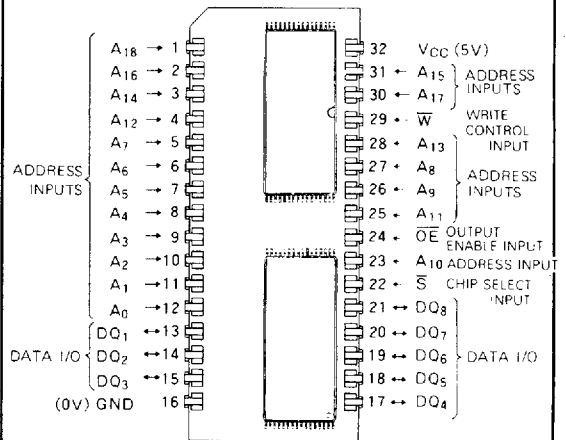 A18 → 1
A16 → 2
A14 → 3
A12 → 4
A7 → 5
A6 → 6
A5 → 7
A4 → 8
A3 → 9
A2 → 10
A1 → 11
A0 → 12
ADDRESS
INPUTS
DQ1 ↔ 13
DQ2 ↔ 14
DQ3 ↔ 15
DATA I/O
(0V) GND 16
32 VCC (5V)
31 ← A15
30 ← A17
ADDRESS
INPUTS
29 ← W̅
WRITE
CONTROL
INPUT
28 ← A13
27 ← A8
26 ← A9
25 ← A11
ADDRESS
INPUTS
24 ← O̅E̅ OUTPUT
ENABLE INPUT
23 ← A10 ADDRESS INPUT
22 ← S̅ CHIP SELECT
INPUT
21 ↔ DQ8
20 ↔ DQ7
19 ↔ DQ6
18 ↔ DQ5
17 ↔ DQ4
DATA I/O